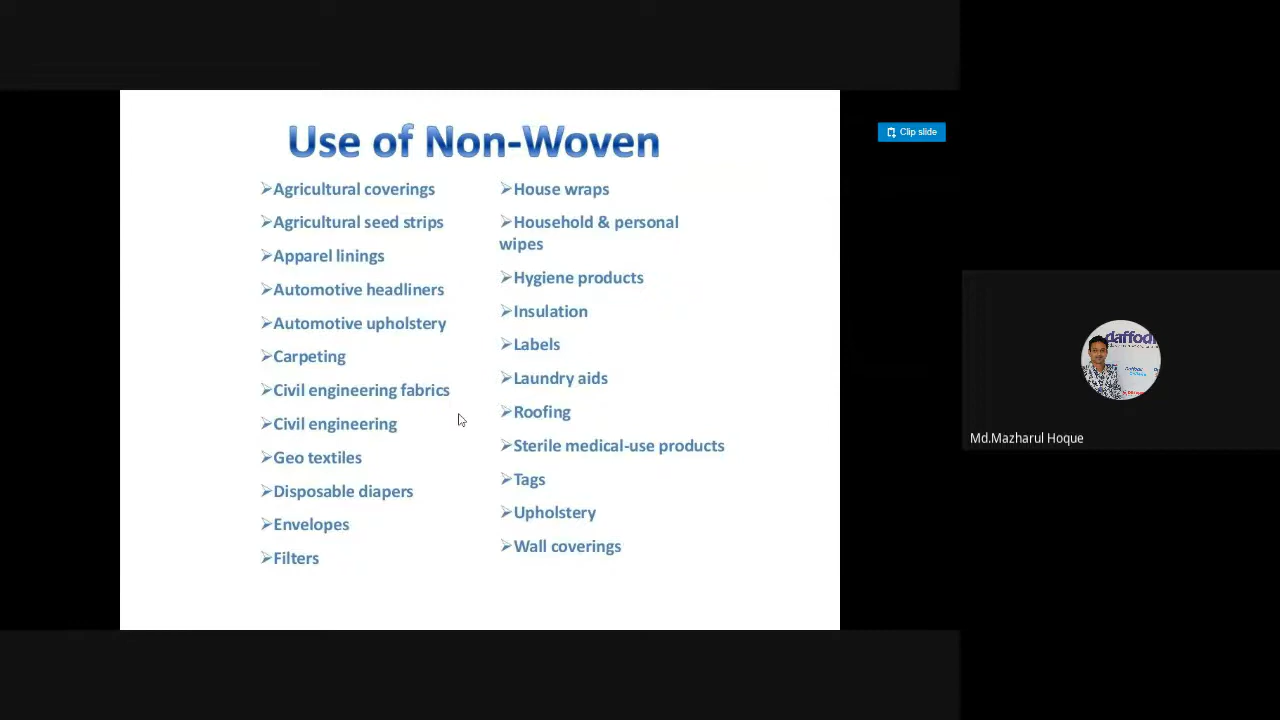 Use of Non-Woven
Agricultural coverings
Agricultural seed strips
Apparel linings
Automotive headliners
Automotive upholstery
Carpeting
Civil engineering fabrics
Civil engineering
Geo textiles
Disposable diapers
Envelopes
Filters
House wraps
Household & personal
wipes
Hygiene products
Insulation
Labels
Laundry aids
Roofing
Sterile medical-use products
Tags
Upholstery
Wall coverings
Clip slide
Md.Mazharul Hoque